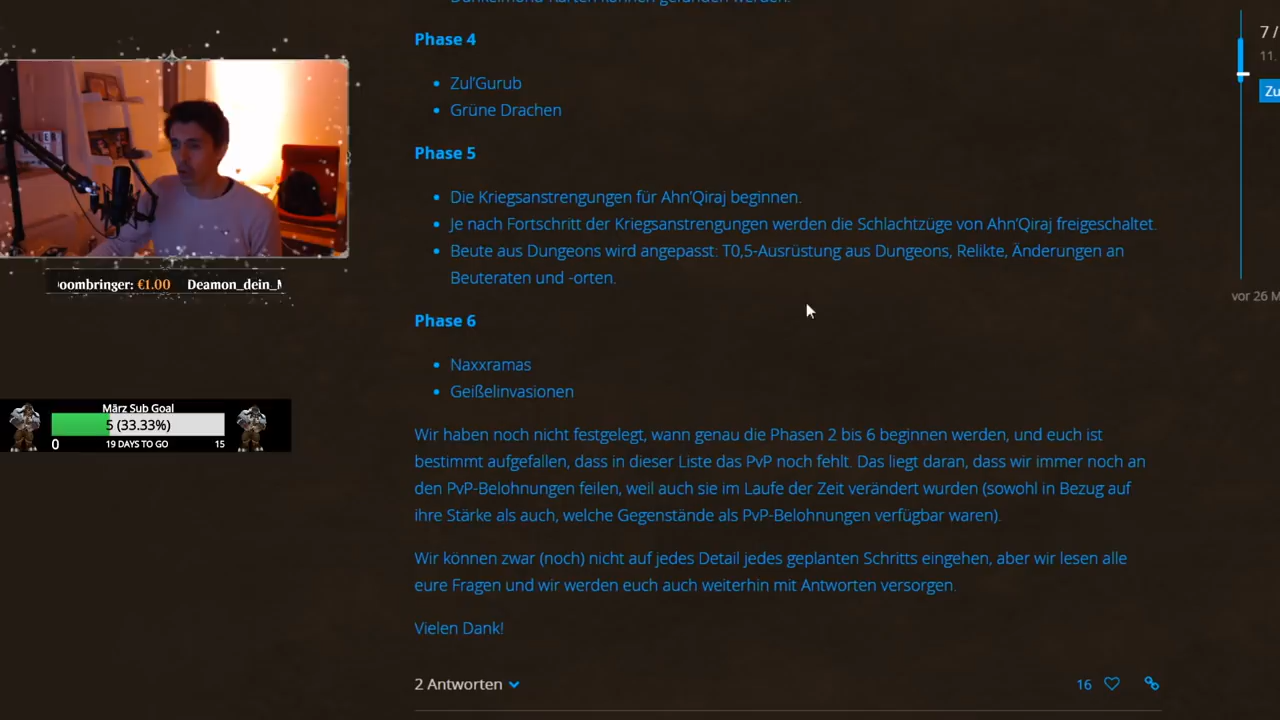 Phase 4
Zul'Gurub
Grüne Drachen
Phase 5
Die Kriegsanstrengungen für Ahn'Qiraj beginnen.
Je nach Fortschritt der Kriegsanstrengungen werden die Schlachtzüge von Ahn'Qiraj freigeschaltet.
Beute aus Dungeons wird angepasst: T0,5-Ausrüstung aus Dungeons, Relikte, Änderungen an
Beuteraten und -orten.
Phase 6
Naxxramas
Geißelinvasionen
Wir haben noch nicht festgelegt, wann genau die Phasen 2 bis 6 beginnen werden, und euch ist
bestimmt aufgefallen, dass in dieser Liste das PvP noch fehlt. Das liegt daran, dass wir immer noch an
den PvP-Belohnungen feilen, weil auch sie im Laufe der Zeit verändert wurden (sowohl in Bezug auf
ihre Stärke als auch, welche Gegenstände als PvP-Belohnungen verfügbar waren).
Wir können zwar (noch) nicht auf jedes Detail jedes geplanten Schritts eingehen, aber wir lesen alle
eure Fragen und wir werden euch auch weiterhin mit Antworten versorgen.
Vielen Dank!
2 Antworten
16
7 /
11.
Zu
vor 26 M
oombringer: €1.00 Deamon_dein_
März Sub Goal
5 (33.33%)
0 19 DAYS TO GO 15